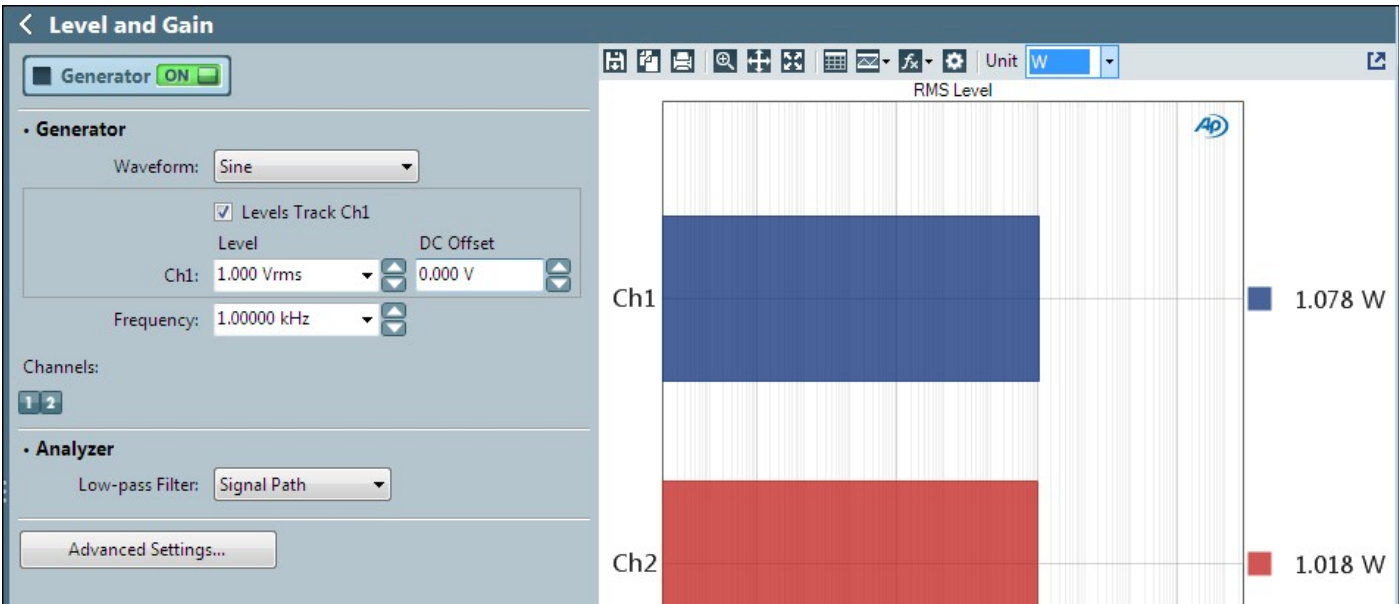 Level and Gain
Generator ON
Generator
Waveform: Sine
Levels Track Ch1
Level DC Offset
Ch1: 1.000 Vrms 0.000 V
Frequency: 1.00000 kHz
Channels:
1 2
Analyzer
Low-pass Filter: Signal Path
Advanced Settings...
fx Unit W
RMS Level
AP
Ch1 1.078 W
Ch2 1.018 W